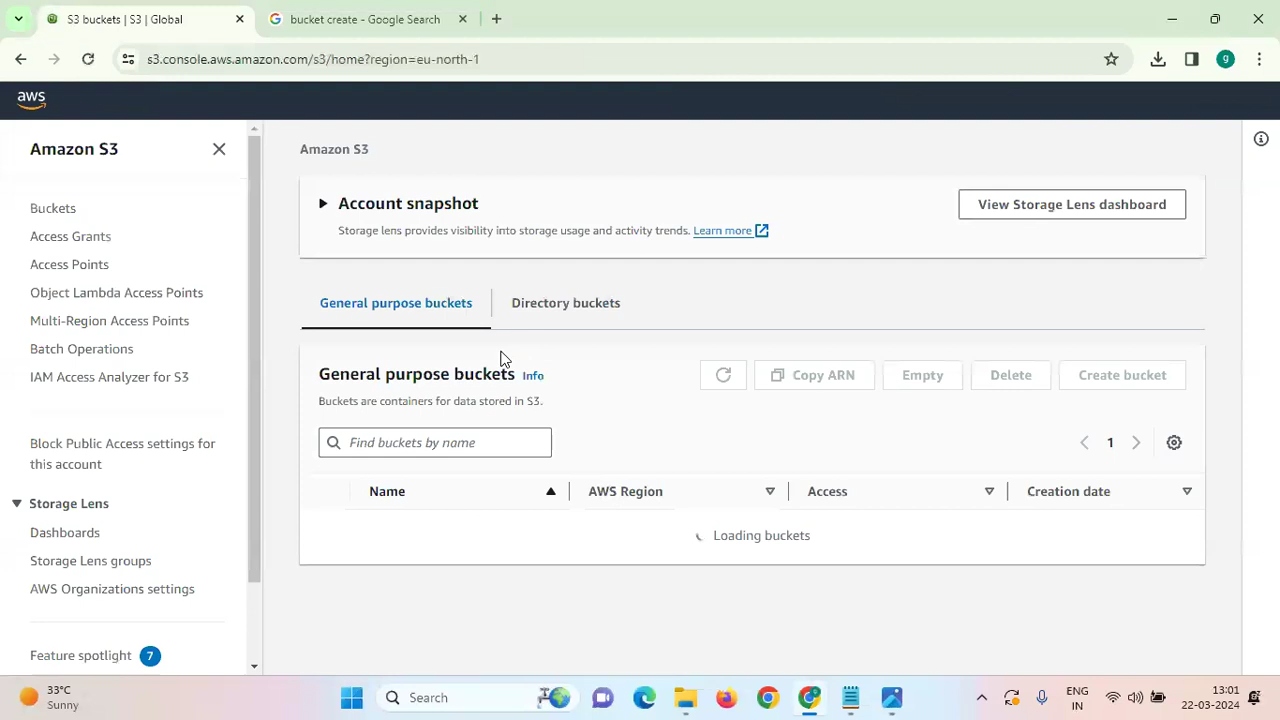 S3 buckets | S3 | Global
bucket create - Google Search
s3.console.aws.amazon.com/s3/home?region=eu-north-1
g
aws
Amazon S3
Buckets
Access Grants
Access Points
Object Lambda Access Points
Multi-Region Access Points
Batch Operations
IAM Access Analyzer for S3
Block Public Access settings for
this account
Storage Lens
Dashboards
Storage Lens groups
AWS Organizations settings
Feature spotlight 7
Amazon S3
Account snapshot
View Storage Lens dashboard
Storage lens provides visibility into storage usage and activity trends. Learn more
General purpose buckets
Directory buckets
General purpose buckets Info
Copy ARN
Empty
Delete
Create bucket
Buckets are containers for data stored in S3.
Find buckets by name
1
Name
AWS Region
Access
Creation date
Loading buckets
33°C
Sunny
Search
ENG
IN
13:01
22-03-2024